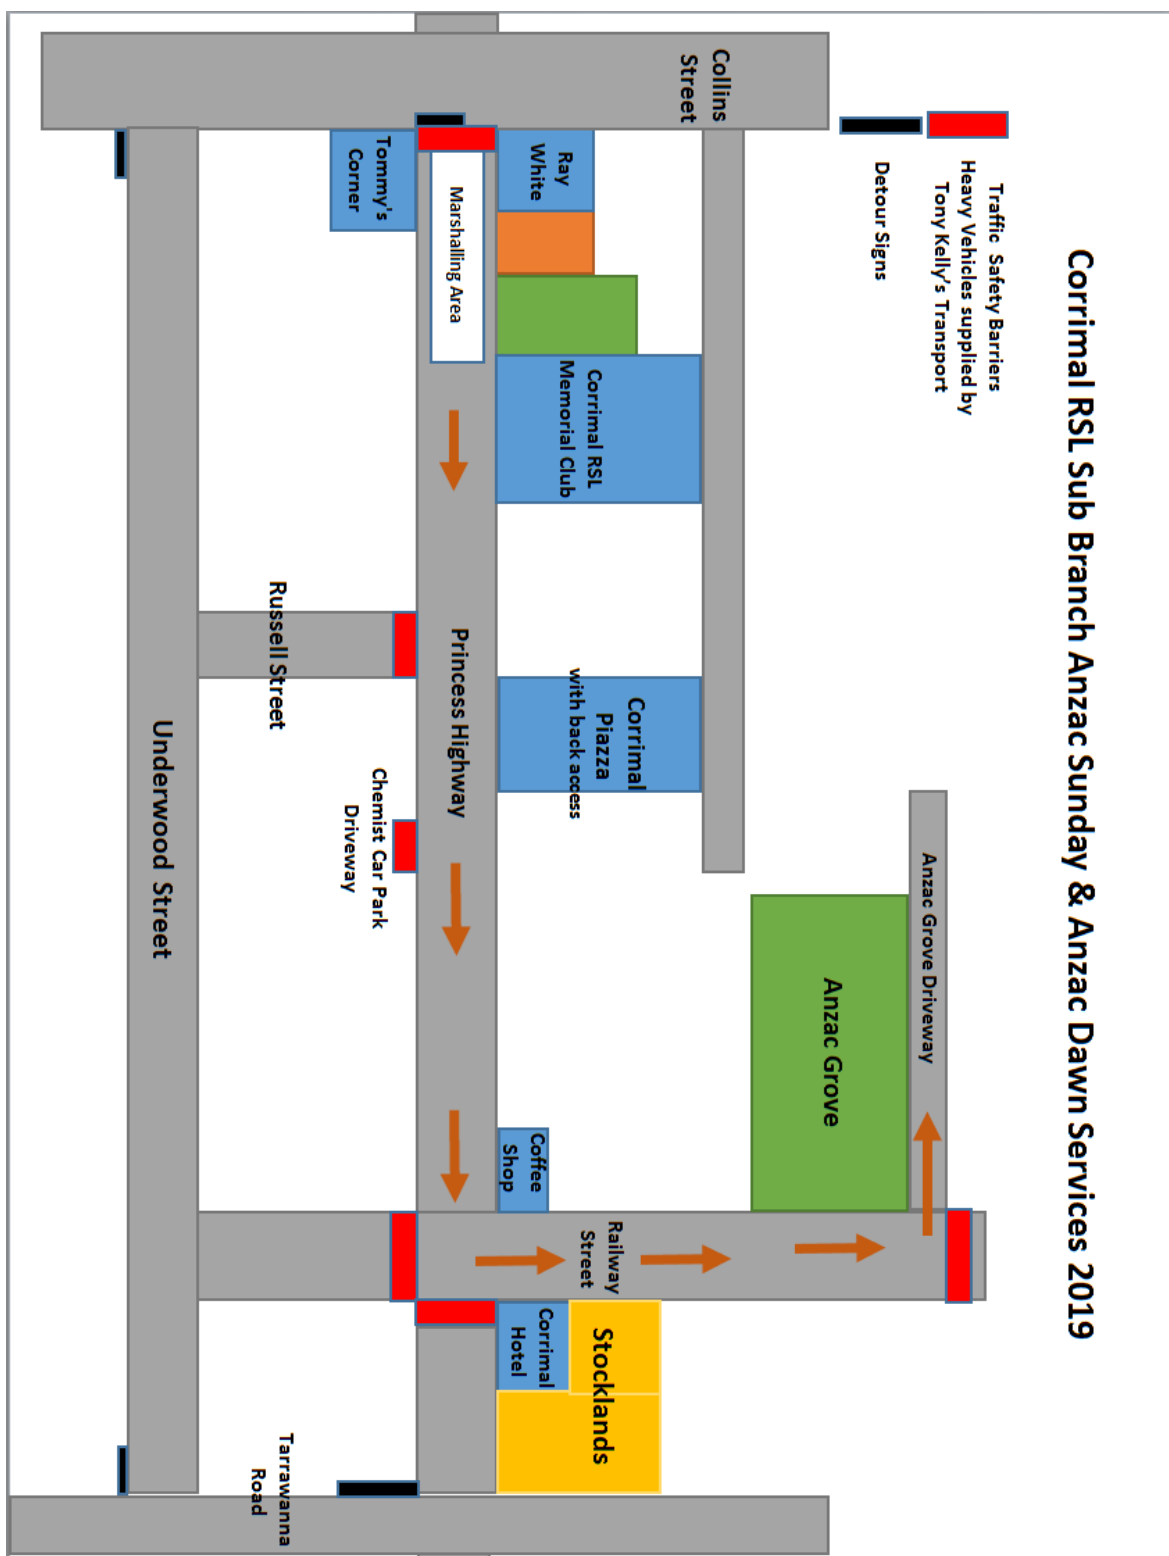 Corrimal RSL Sub Branch Anzac Sunday & Anzac Dawn Services 2019
Traffic Safety Barriers
Heavy Vehicles supplied by
Tony Kelly's Transport
Detour Signs
Collins
Street
Ray
White
Tommy's
Corner
Marshalling Area
Corrimal RSL
Memorial Club
Russell Street
Princess Highway
Corrimal
Piazza
with back access
Underwood Street
Chemist Car Park
Driveway
Anzac Grove Driveway
Anzac Grove
Coffee
Shop
Railway
Street
Corrimal
Hotel
Stocklands
Tarrawanna
Road